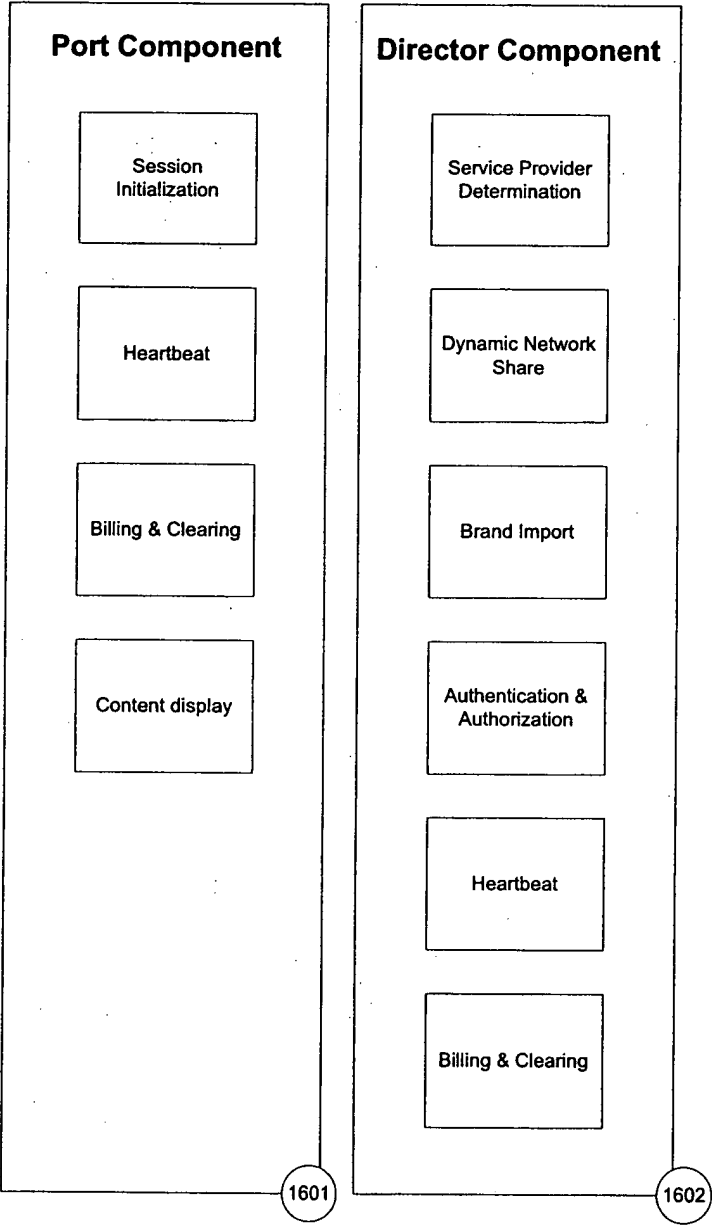 Port Component
Session
Initialization
Heartbeat
Billing & Clearing
Content display
1601
Director Component
Service Provider
Determination
Dynamic Network
Share
Brand Import
Authentication &
Authorization
Heartbeat
Billing & Clearing
1602